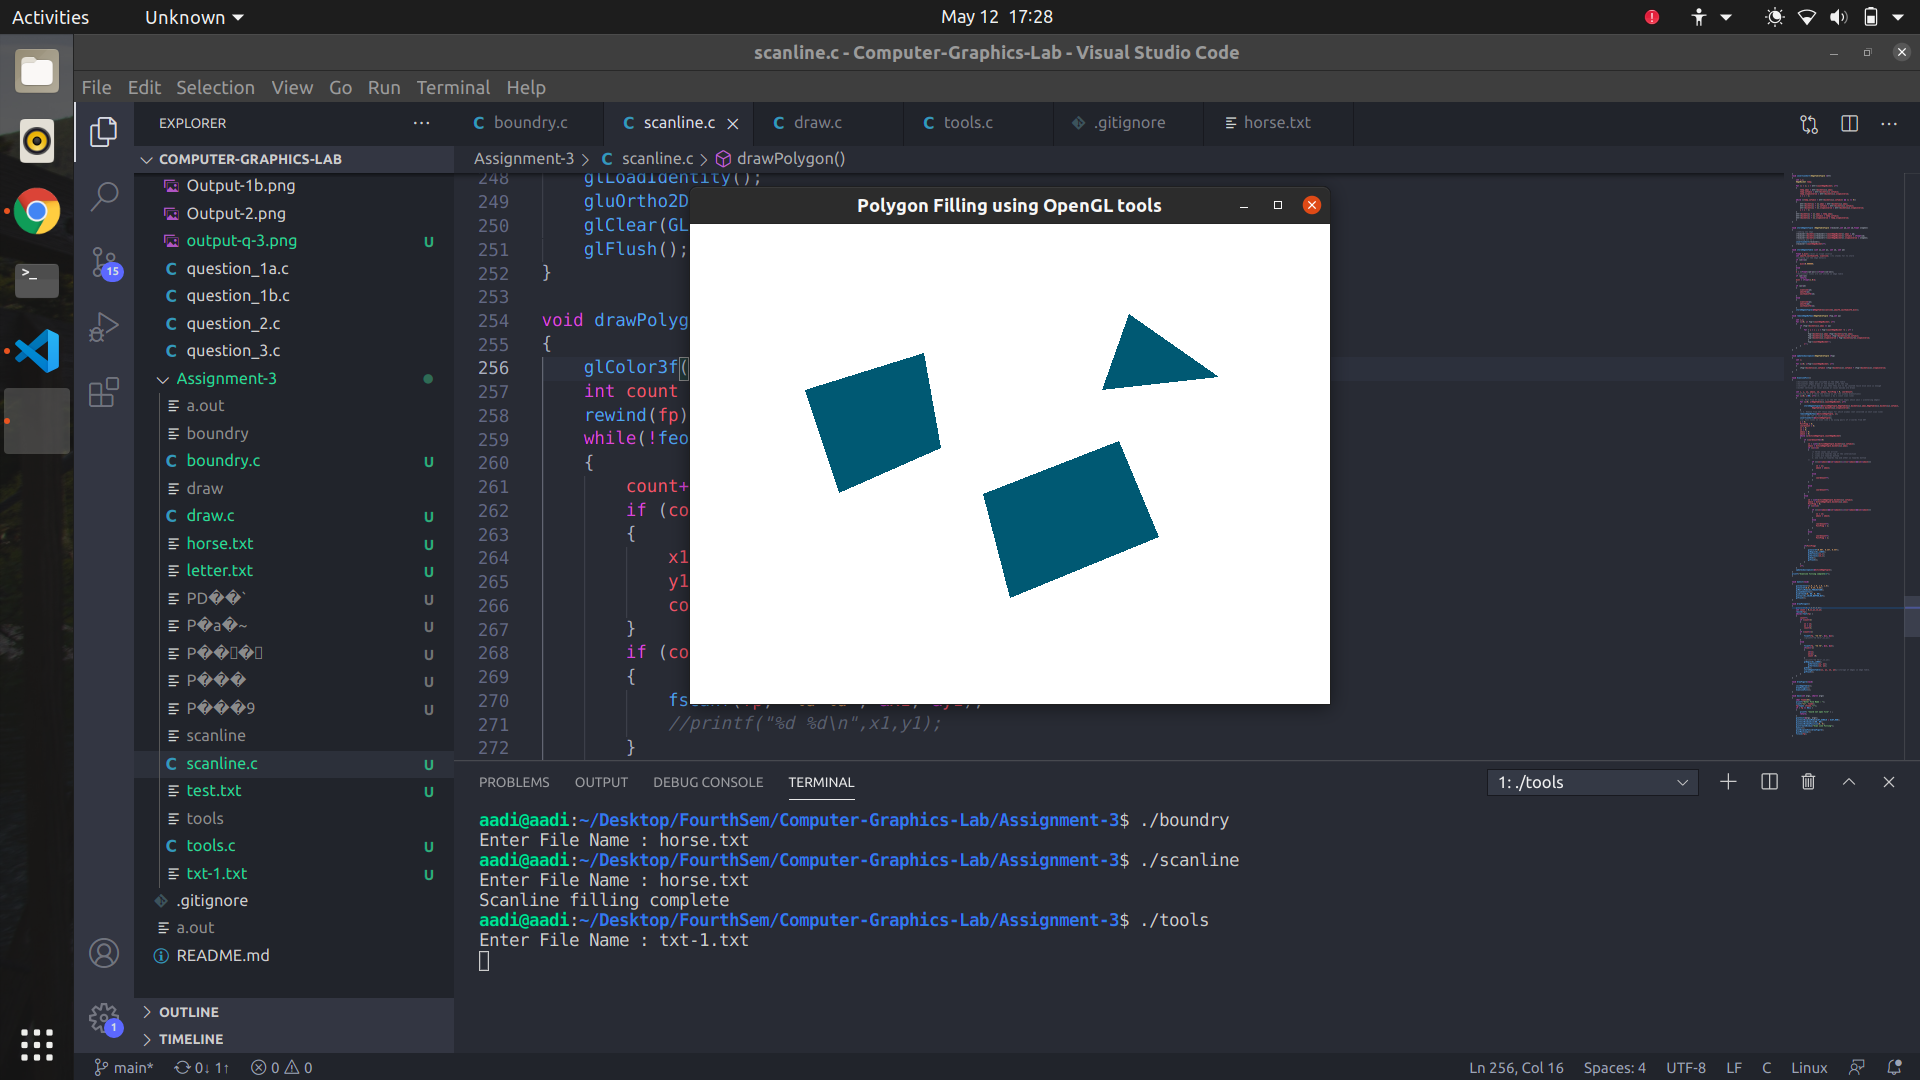 Activities
Unknown
May 12 17:28
scanline.c - Computer-Graphics-Lab - Visual Studio Code
File Edit Selection View Go Run Terminal Help
EXPLORER
boundry.c
scanline.c
draw.c
tools.c
.gitignore
horse.txt
COMPUTER-GRAPHICS-LAB
Assignment-3 > C scanline.c > drawPolygon()
Output-1b.png
Output-2.png
output-q-3.png U
C question_1a.c
C question_1b.c
C question_2.c
C question_3.c
Assignment-3
a.out
boundry
C boundry.c U
draw
C draw.c U
horse.txt U
letter.txt U
PD��` U
P�a�~ U
P��▯�▯ U
P��� U
P���9 U
scanline
C scanline.c U
test.txt U
tools
C tools.c U
txt-1.txt U
.gitignore
a.out
README.md
OUTLINE
TIMELINE
15
1
248 glLoadIdentity();
249 gluOrtho2D
250 glClear(GL
251 glFlush();
252 }
253
254 void drawPolyg
255 {
256 glColor3f(
257 int count
258 rewind(fp)
259 while(!feo
260 {
261 count+
262 if (co
263 {
264 x1
265 y1
266 co
267 }
268 if (co
269 {
270 fs
271 //printf("%d %d\n",x1,y1);
272 }
Polygon Filling using OpenGL tools
PROBLEMS OUTPUT DEBUG CONSOLE TERMINAL
1: ./tools
aadi@aadi:~/Desktop/FourthSem/Computer-Graphics-Lab/Assignment-3$ ./boundry
Enter File Name : horse.txt
aadi@aadi:~/Desktop/FourthSem/Computer-Graphics-Lab/Assignment-3$ ./scanline
Enter File Name : horse.txt
Scanline filling complete
aadi@aadi:~/Desktop/FourthSem/Computer-Graphics-Lab/Assignment-3$ ./tools
Enter File Name : txt-1.txt
main* 0↓ 1↑ 0 0
Ln 256, Col 16 Spaces: 4 UTF-8 LF C Linux